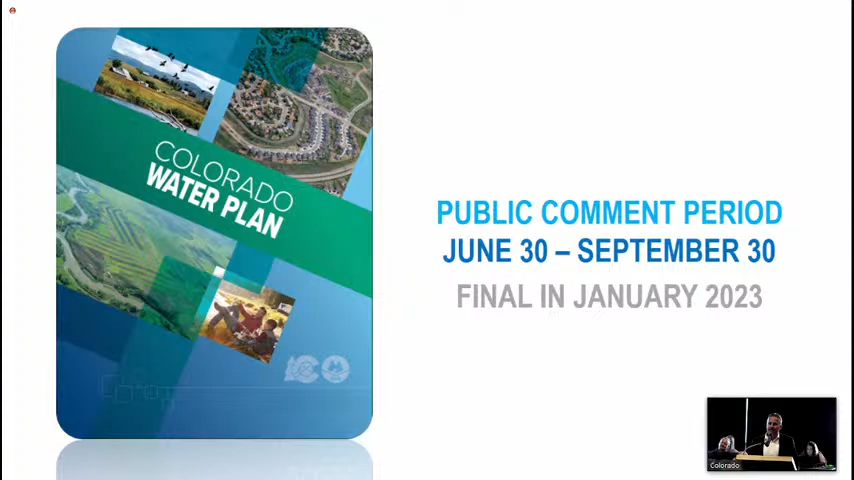 COLORADO
WATER PLAN
PUBLIC COMMENT PERIOD
JUNE 30 – SEPTEMBER 30
FINAL IN JANUARY 2023
Colorado